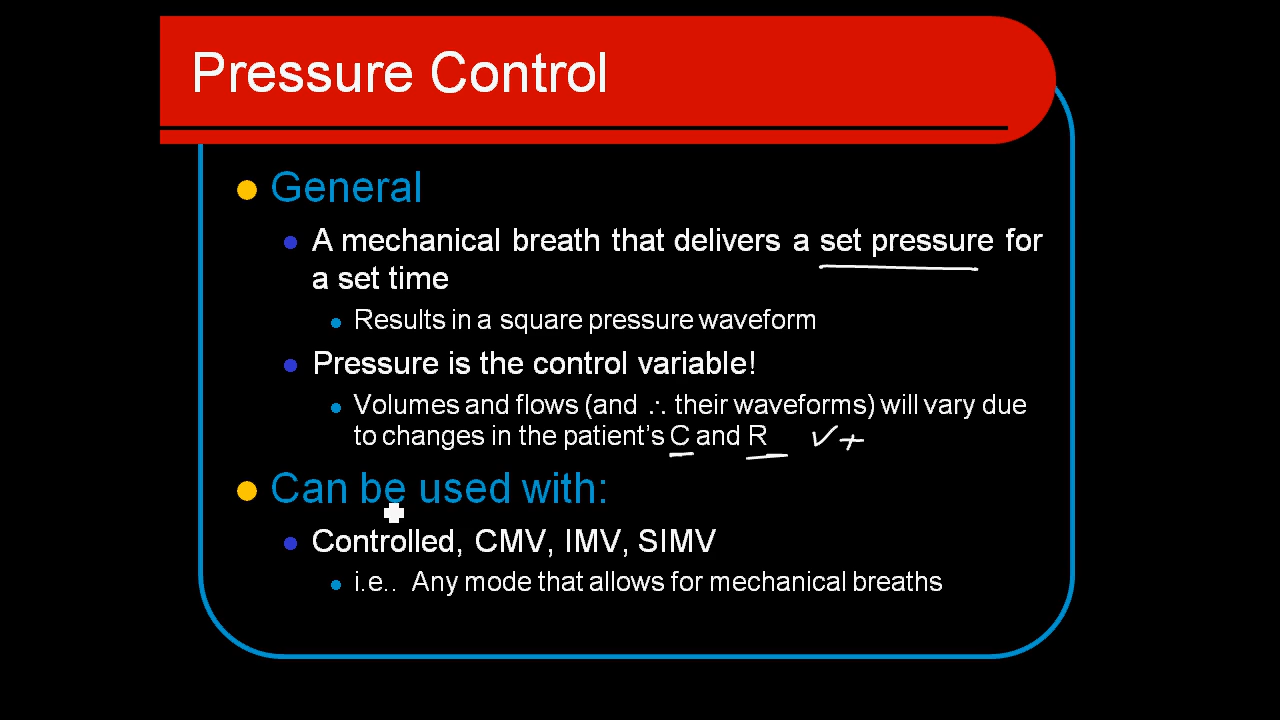 Pressure Control
General
A mechanical breath that delivers a set pressure for
a set time
Results in a square pressure waveform
Pressure is the control variable!
Volumes and flows (and ∴ their waveforms) will vary due
to changes in the patient's C and R
Can be used with:
Controlled, CMV, IMV, SIMV
i.e.. Any mode that allows for mechanical breaths